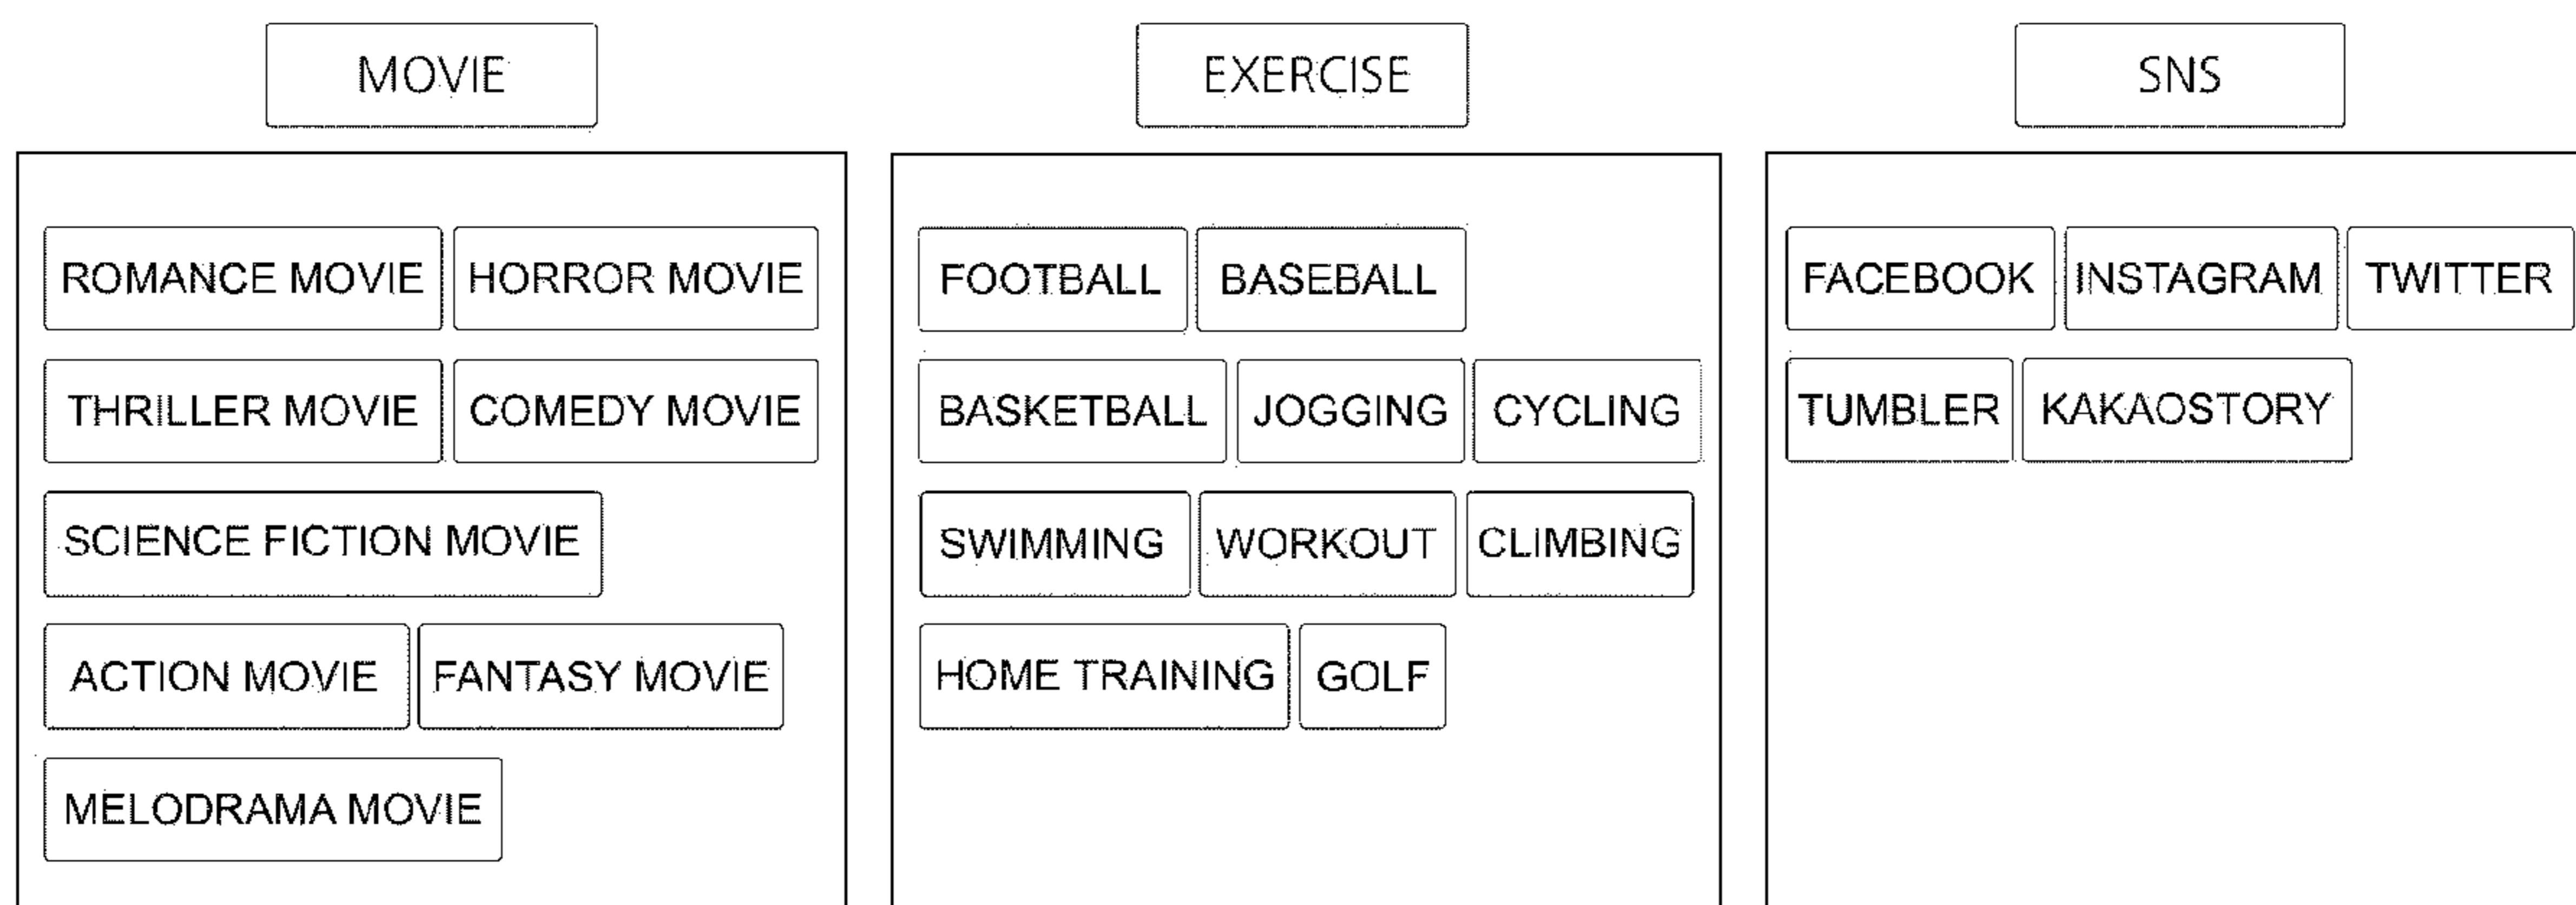 MOVIE
ROMANCE MOVIE HORROR MOVIE
THRILLER MOVIE COMEDY MOVIE
SCIENCE FICTION MOVIE
ACTION MOVIE FANTASY MOVIE
MELODRAMA MOVIE
EXERCISE
FOOTBALL BASEBALL
BASKETBALL JOGGING CYCLING
SWIMMING WORKOUT CLIMBING
HOME TRAINING GOLF
SNS
FACEBOOK INSTAGRAM TWITTER
TUMBLER KAKAOSTORY